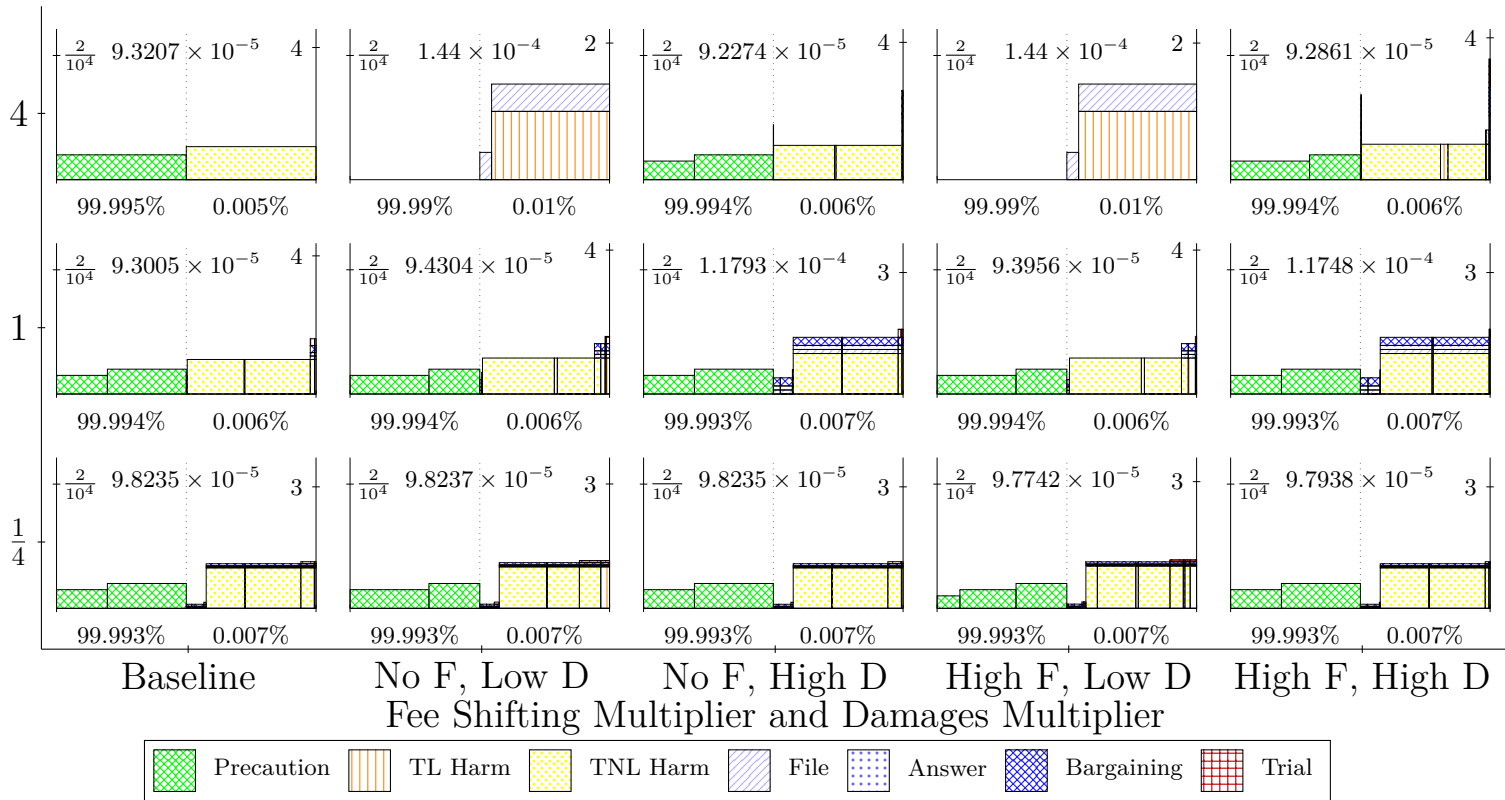 2/10^4 9.3207 × 10^-5 4
2/10^4 1.44 × 10^-4 2
2/10^4 9.2274 × 10^-5 4
2/10^4 1.44 × 10^-4 2
2/10^4 9.2861 × 10^-5 4
4
99.995% 0.005%
99.99% 0.01%
99.994% 0.006%
99.99% 0.01%
99.994% 0.006%
2/10^4 9.3005 × 10^-5 4
2/10^4 9.4304 × 10^-5 4
2/10^4 1.1793 × 10^-4 3
2/10^4 9.3956 × 10^-5 4
2/10^4 1.1748 × 10^-4 3
1
99.994% 0.006%
99.994% 0.006%
99.993% 0.007%
99.994% 0.006%
99.993% 0.007%
2/10^4 9.8235 × 10^-5 3
2/10^4 9.8237 × 10^-5 3
2/10^4 9.8235 × 10^-5 3
2/10^4 9.7742 × 10^-5 3
2/10^4 9.7938 × 10^-5 3
1/4
99.993% 0.007%
99.993% 0.007%
99.993% 0.007%
99.993% 0.007%
99.993% 0.007%
Baseline
No F, Low D
No F, High D
High F, Low D
High F, High D
Fee Shifting Multiplier and Damages Multiplier
Precaution
TL Harm
TNL Harm
File
Answer
Bargaining
Trial